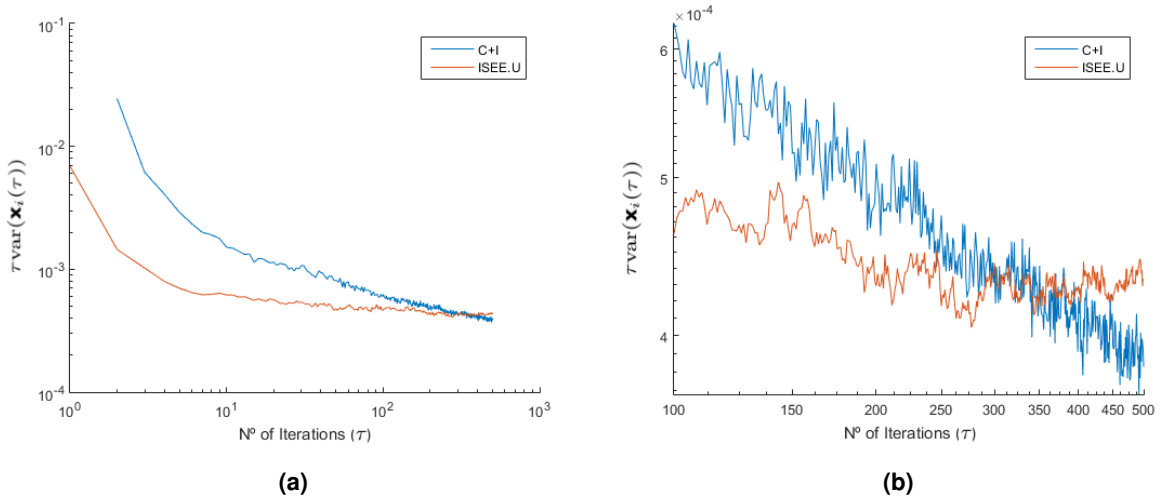 10^-1
C+I
ISEE.U
10^-2
10^-3
10^-4
τ var(𝐱_i(τ))
10^0
10^1
10^2
10^3
Nº of Iterations (τ)
(a)
×10^-4
6
C+I
ISEE.U
5
4
τ var(𝐱_i(τ))
100
150
200
250
300
350
400
450
500
Nº of Iterations (τ)
(b)